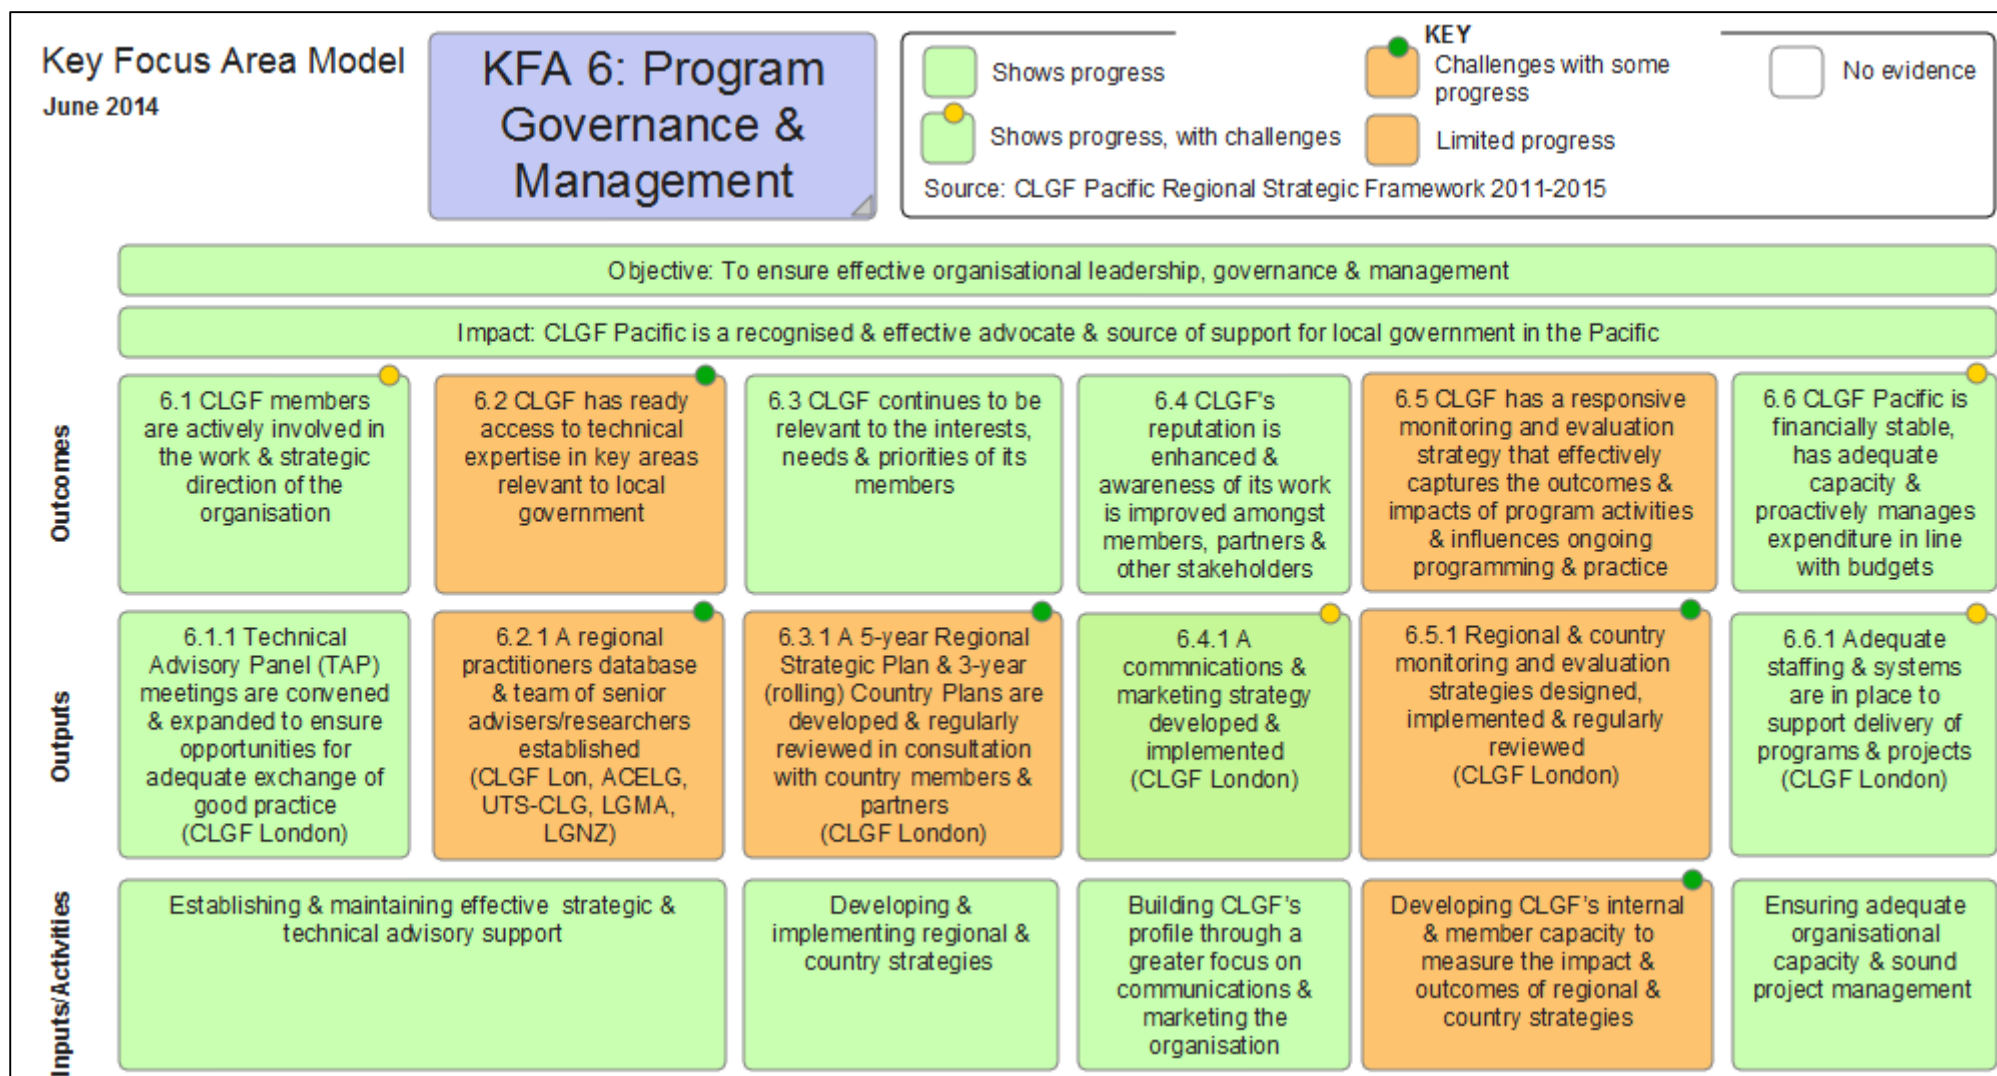 Key Focus Area Model
June 2014
KFA 6: Program
Governance &
Management
KEY
Shows progress
Shows progress, with challenges
Challenges with some
progress
Limited progress
No evidence
Source: CLGF Pacific Regional Strategic Framework 2011-2015
Objective: To ensure effective organisational leadership, governance & management
Impact: CLGF Pacific is a recognised & effective advocate & source of support for local government in the Pacific
Outcomes
6.1 CLGF members
are actively involved in
the work & strategic
direction of the
organisation
6.2 CLGF has ready
access to technical
expertise in key areas
relevant to local
government
6.3 CLGF continues to be
relevant to the interests,
needs & priorities of its
members
6.4 CLGF's
reputation is
enhanced &
awareness of its work
is improved amongst
members, partners &
other stakeholders
6.5 CLGF has a responsive
monitoring and evaluation
strategy that effectively
captures the outcomes &
impacts of program activities
& influences ongoing
programming & practice
6.6 CLGF Pacific is
financially stable,
has adequate
capacity &
proactively manages
expenditure in line
with budgets
Outputs
6.1.1 Technical
Advisory Panel (TAP)
meetings are convened
& expanded to ensure
opportunities for
adequate exchange of
good practice
(CLGF London)
6.2.1 A regional
practitioners database
& team of senior
advisers/researchers
established
(CLGF Lon, ACELG,
UTS-CLG, LGMA,
LGNZ)
6.3.1 A 5-year Regional
Strategic Plan & 3-year
(rolling) Country Plans are
developed & regularly
reviewed in consultation
with country members &
partners
(CLGF London)
6.4.1 A
commnications &
marketing strategy
developed &
implemented
(CLGF London)
6.5.1 Regional & country
monitoring and evaluation
strategies designed,
implemented & regularly
reviewed
(CLGF London)
6.6.1 Adequate
staffing & systems
are in place to
support delivery of
programs & projects
(CLGF London)
Inputs/Activities
Establishing & maintaining effective strategic &
technical advisory support
Developing &
implementing regional &
country strategies
Building CLGF's
profile through a
greater focus on
communications &
marketing the
organisation
Developing CLGF's internal
& member capacity to
measure the impact &
outcomes of regional &
country strategies
Ensuring adequate
organisational
capacity & sound
project management